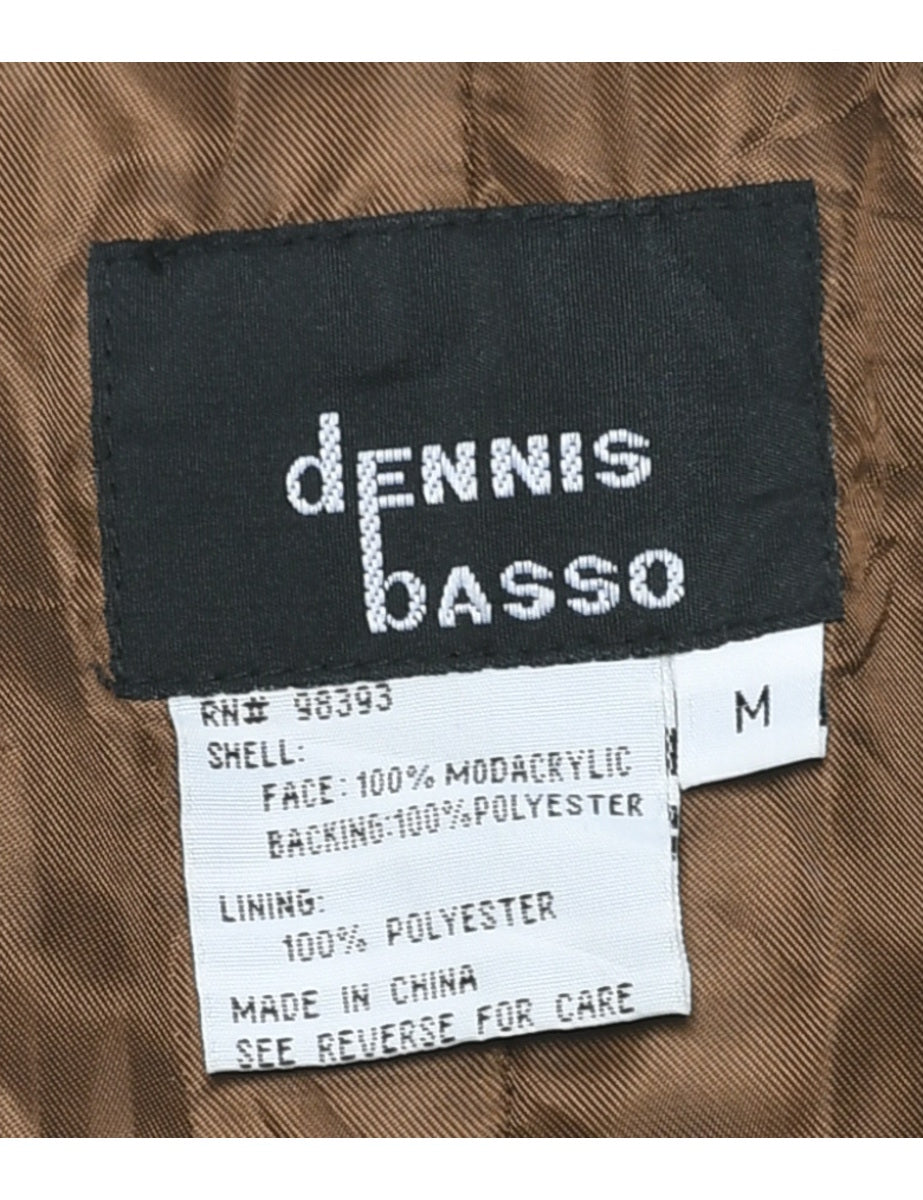 dENNIS
bASSO
M
RN# 98393
SHELL:
FACE: 100% MODACRYLIC
BACKING: 100% POLYESTER
LINING:
100% POLYESTER
MADE IN CHINA
SEE REVERSE FOR CARE